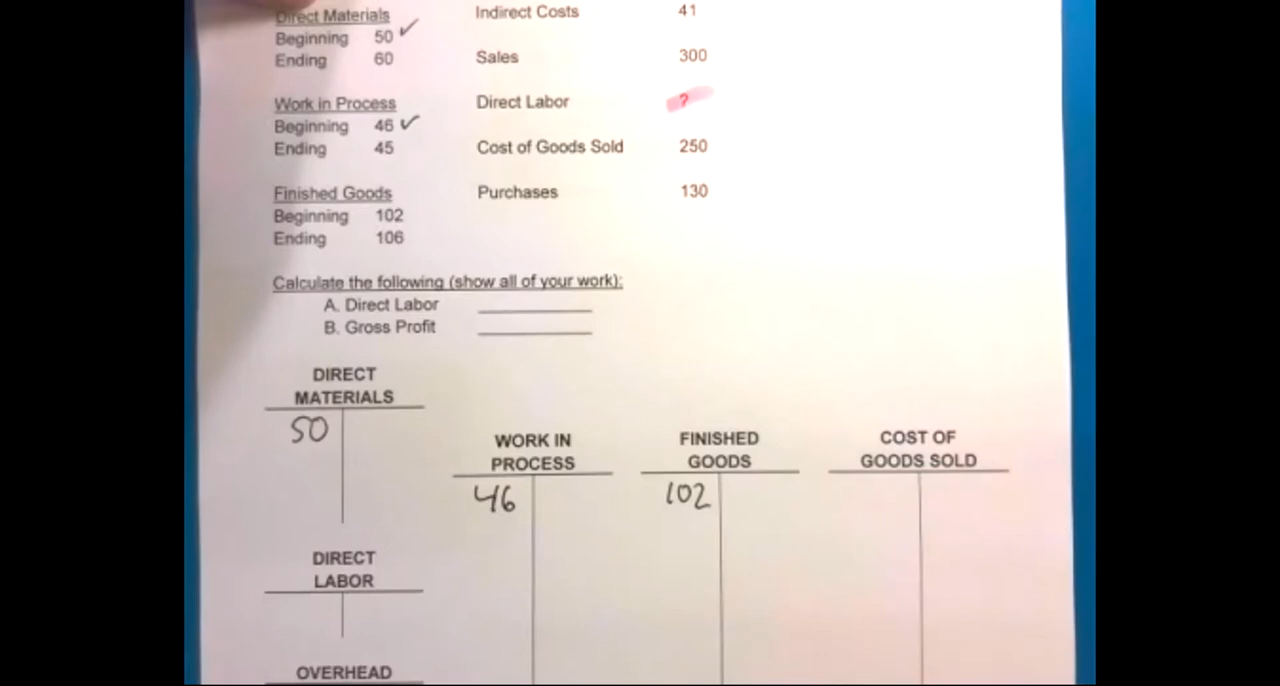 Direct Materials
Beginning 50 ✓
Ending 60
Work in Process
Beginning 46 ✓
Ending 45
Finished Goods
Beginning 102
Ending 106
Indirect Costs 41
Sales 300
Direct Labor ?
Cost of Goods Sold 250
Purchases 130
Calculate the following (show all of your work):
A. Direct Labor
B. Gross Profit
DIRECT
MATERIALS
50
WORK IN
PROCESS
46
FINISHED
GOODS
102
COST OF
GOODS SOLD
DIRECT
LABOR
OVERHEAD